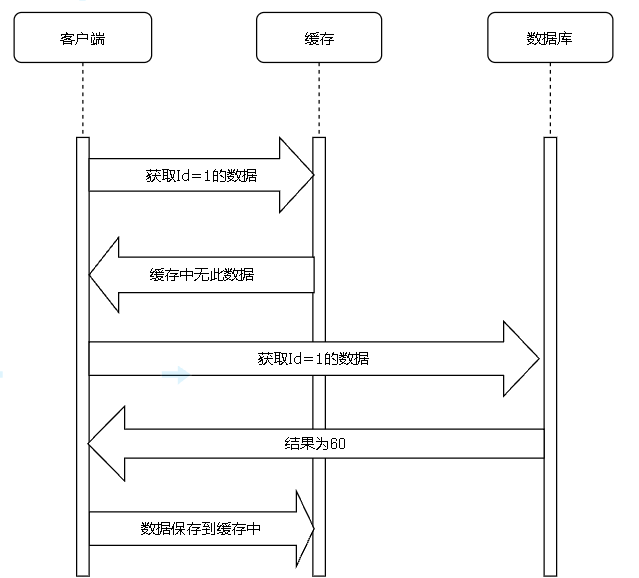 客户端
缓存
数据库
获取Id=1的数据
缓存中无此数据
获取Id=1的数据
结果为60
数据保存到缓存中